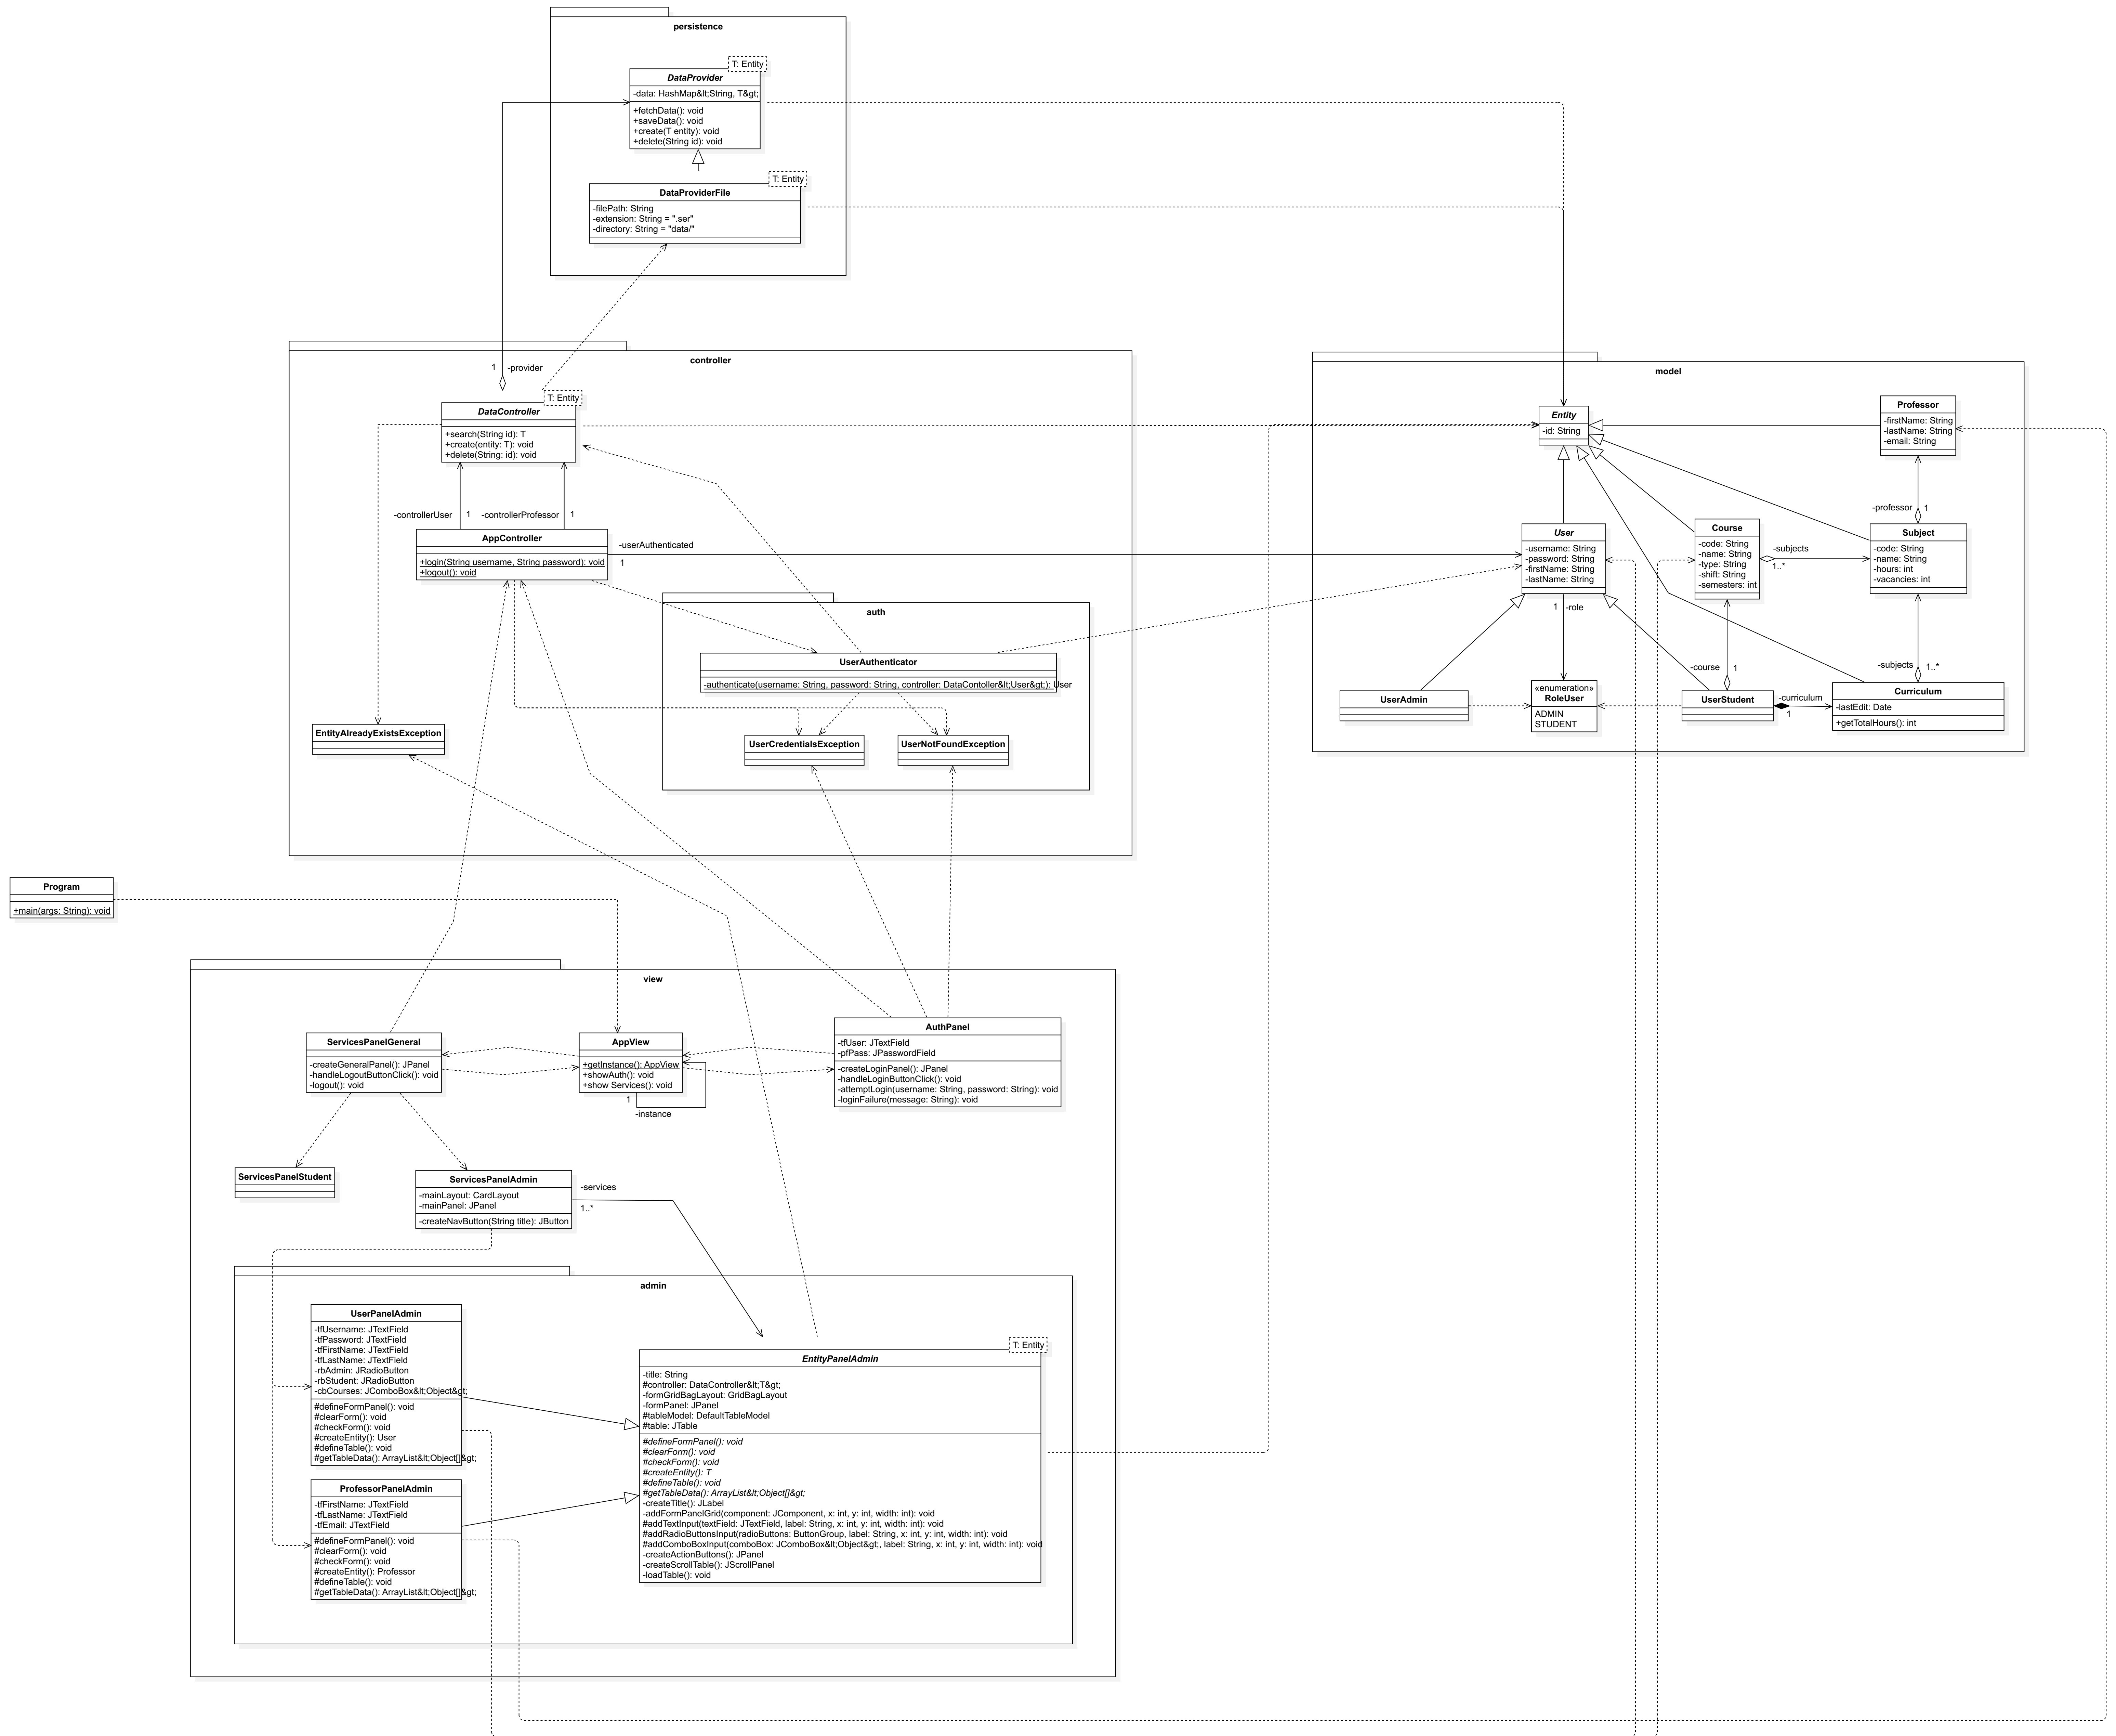 persistence
T: Entity
DataProvider
-data: HashMap&lt;String, T&gt;
+fetchData(): void
+saveData(): void
+create(T entity): void
+delete(String id): void
T: Entity
DataProviderFile
-filePath: String
-extension: String = ".ser"
-directory: String = "data/"
controller
1
-provider
T: Entity
DataController
+search(String id): T
+create(entity: T): void
+delete(String: id): void
-controllerUser
1
-controllerProfessor
1
AppController
+login(String username, String password): void
+logout(): void
-userAuthenticated
1
auth
UserAuthenticator
-authenticate(username: String, password: String, controller: DataContoller&lt;User&gt;): User
EntityAlreadyExistsException
UserCredentialsException
UserNotFoundException
model
Entity
-id: String
Professor
-firstName: String
-lastName: String
-email: String
-professor
1
User
-username: String
-password: String
-firstName: String
-lastName: String
Course
-code: String
-name: String
-type: String
-shift: String
-semesters: int
-subjects
1..*
Subject
-code: String
-name: String
-hours: int
-vacancies: int
1
-role
-course
1
-subjects
1..*
UserAdmin
«enumeration»
RoleUser
ADMIN
STUDENT
UserStudent
-curriculum
1
Curriculum
-lastEdit: Date
+getTotalHours(): int
Program
+main(args: String): void
view
ServicesPanelGeneral
-createGeneralPanel(): JPanel
-handleLogoutButtonClick(): void
-logout(): void
AppView
+getInstance(): AppView
+showAuth(): void
+show Services(): void
1
-instance
AuthPanel
-tfUser: JTextField
-pfPass: JPasswordField
-createLoginPanel(): JPanel
-handleLoginButtonClick(): void
-attemptLogin(username: String, password: String): void
-loginFailure(message: String): void
ServicesPanelStudent
ServicesPanelAdmin
-mainLayout: CardLayout
-mainPanel: JPanel
-createNavButton(String title): JButton
-services
1..*
admin
UserPanelAdmin
-tfUsername: JTextField
-tfPassword: JTextField
-tfFirstName: JTextField
-tfLastName: JTextField
-rbAdmin: JRadioButton
-rbStudent: JRadioButton
-cbCourses: JComboBox&lt;Object&gt;
#defineFormPanel(): void
#clearForm(): void
#checkForm(): void
#createEntity(): User
#defineTable(): void
#getTableData(): ArrayList&lt;Object[]&gt;
ProfessorPanelAdmin
-tfFirstName: JTextField
-tfLastName: JTextField
-tfEmail: JTextField
#defineFormPanel(): void
#clearForm(): void
#checkForm(): void
#createEntity(): Professor
#defineTable(): void
#getTableData(): ArrayList&lt;Object[]&gt;
T: Entity
EntityPanelAdmin
-title: String
#controller: DataController&lt;T&gt;
-formGridBagLayout: GridBagLayout
-formPanel: JPanel
#tableModel: DefaultTableModel
#table: JTable
#defineFormPanel(): void
#clearForm(): void
#checkForm(): void
#createEntity(): T
#defineTable(): void
#getTableData(): ArrayList&lt;Object[]&gt;
-createTitle(): JLabel
-addFormPanelGrid(component: JComponent, x: int, y: int, width: int): void
#addTextInput(textField: JTextField, label: String, x: int, y: int, width: int): void
#addRadioButtonsInput(radioButtons: ButtonGroup, label: String, x: int, y: int, width: int): void
#addComboBoxInput(comboBox: JComboBox&lt;Object&gt;, label: String, x: int, y: int, width: int): void
-createActionButtons(): JPanel
-createScrollTable(): JScrollPanel
-loadTable(): void